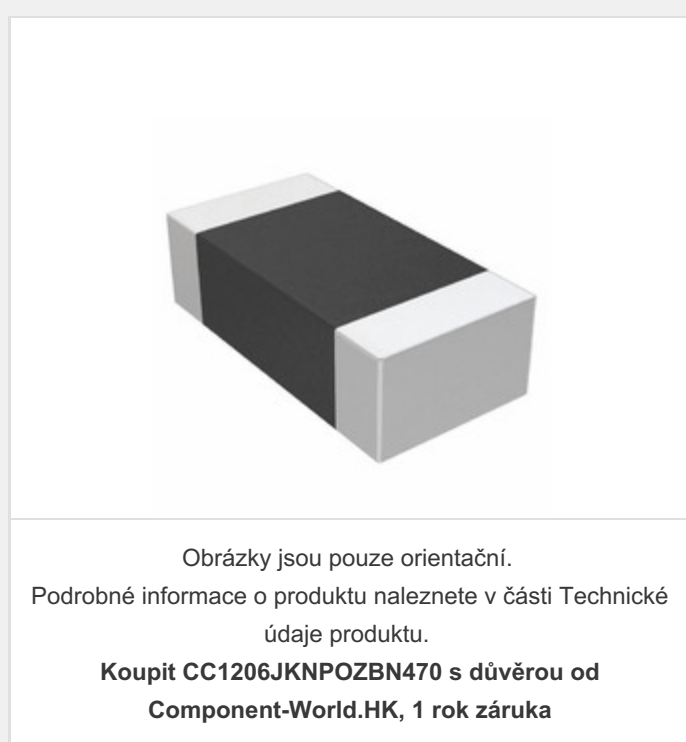 Obrázky jsou pouze orientační.
Podrobné informace o produktu naleznete v části Technické
údaje produktu.
Koupit CC1206JKNPOZBN470 s důvěrou od
Component-World.HK, 1 rok záruka